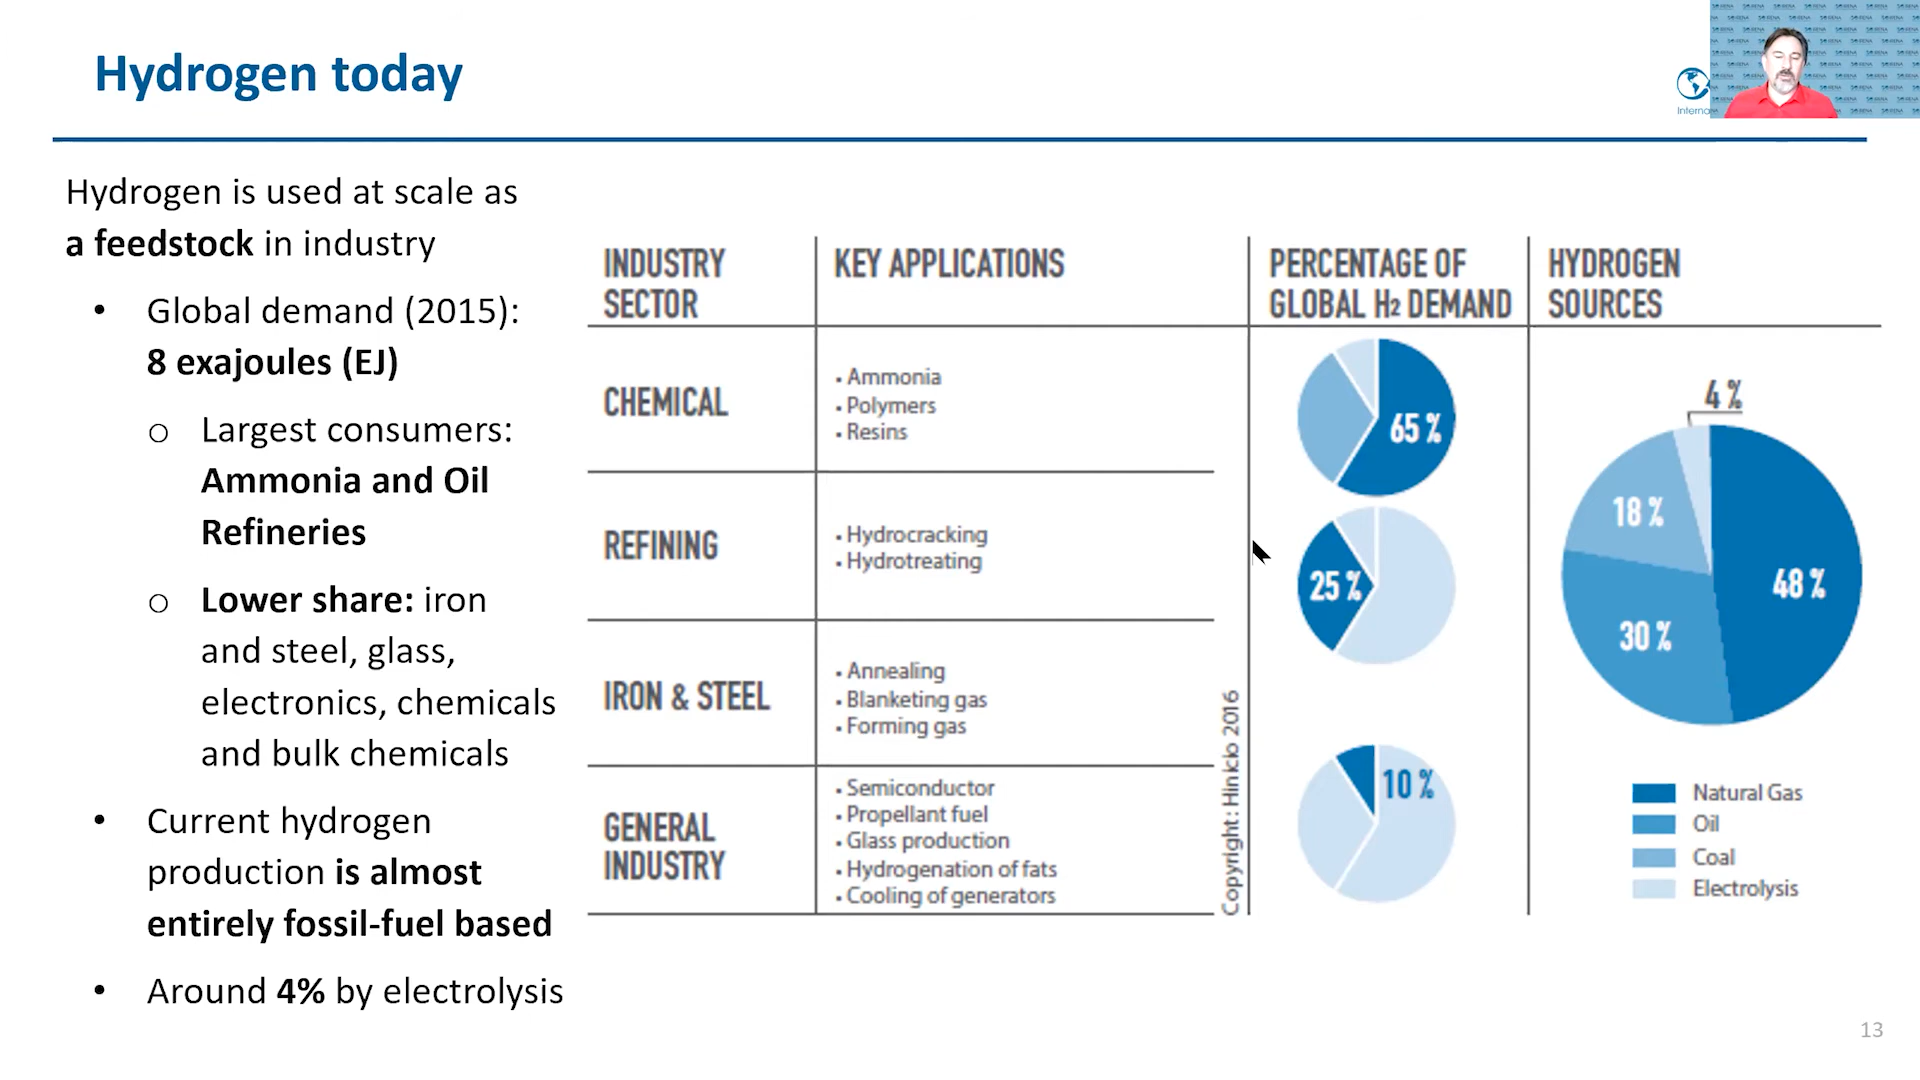 Hydrogen today
Interna
Hydrogen is used at scale as
a feedstock in industry
• Global demand (2015):
8 exajoules (EJ)
o Largest consumers:
Ammonia and Oil
Refineries
o Lower share: iron
and steel, glass,
electronics, chemicals
and bulk chemicals
• Current hydrogen
production is almost
entirely fossil-fuel based
• Around 4% by electrolysis
INDUSTRY
SECTOR
KEY APPLICATIONS
PERCENTAGE OF
GLOBAL H2 DEMAND
HYDROGEN
SOURCES
CHEMICAL
• Ammonia
• Polymers
• Resins
65 %
REFINING
• Hydrocracking
• Hydrotreating
25 %
IRON & STEEL
• Annealing
• Blanketing gas
• Forming gas
GENERAL
INDUSTRY
• Semiconductor
• Propellant fuel
• Glass production
• Hydrogenation of fats
• Cooling of generators
10 %
Copyright: Hinicio 2016
4 %
18 %
48 %
30 %
Natural Gas
Oil
Coal
Electrolysis
13